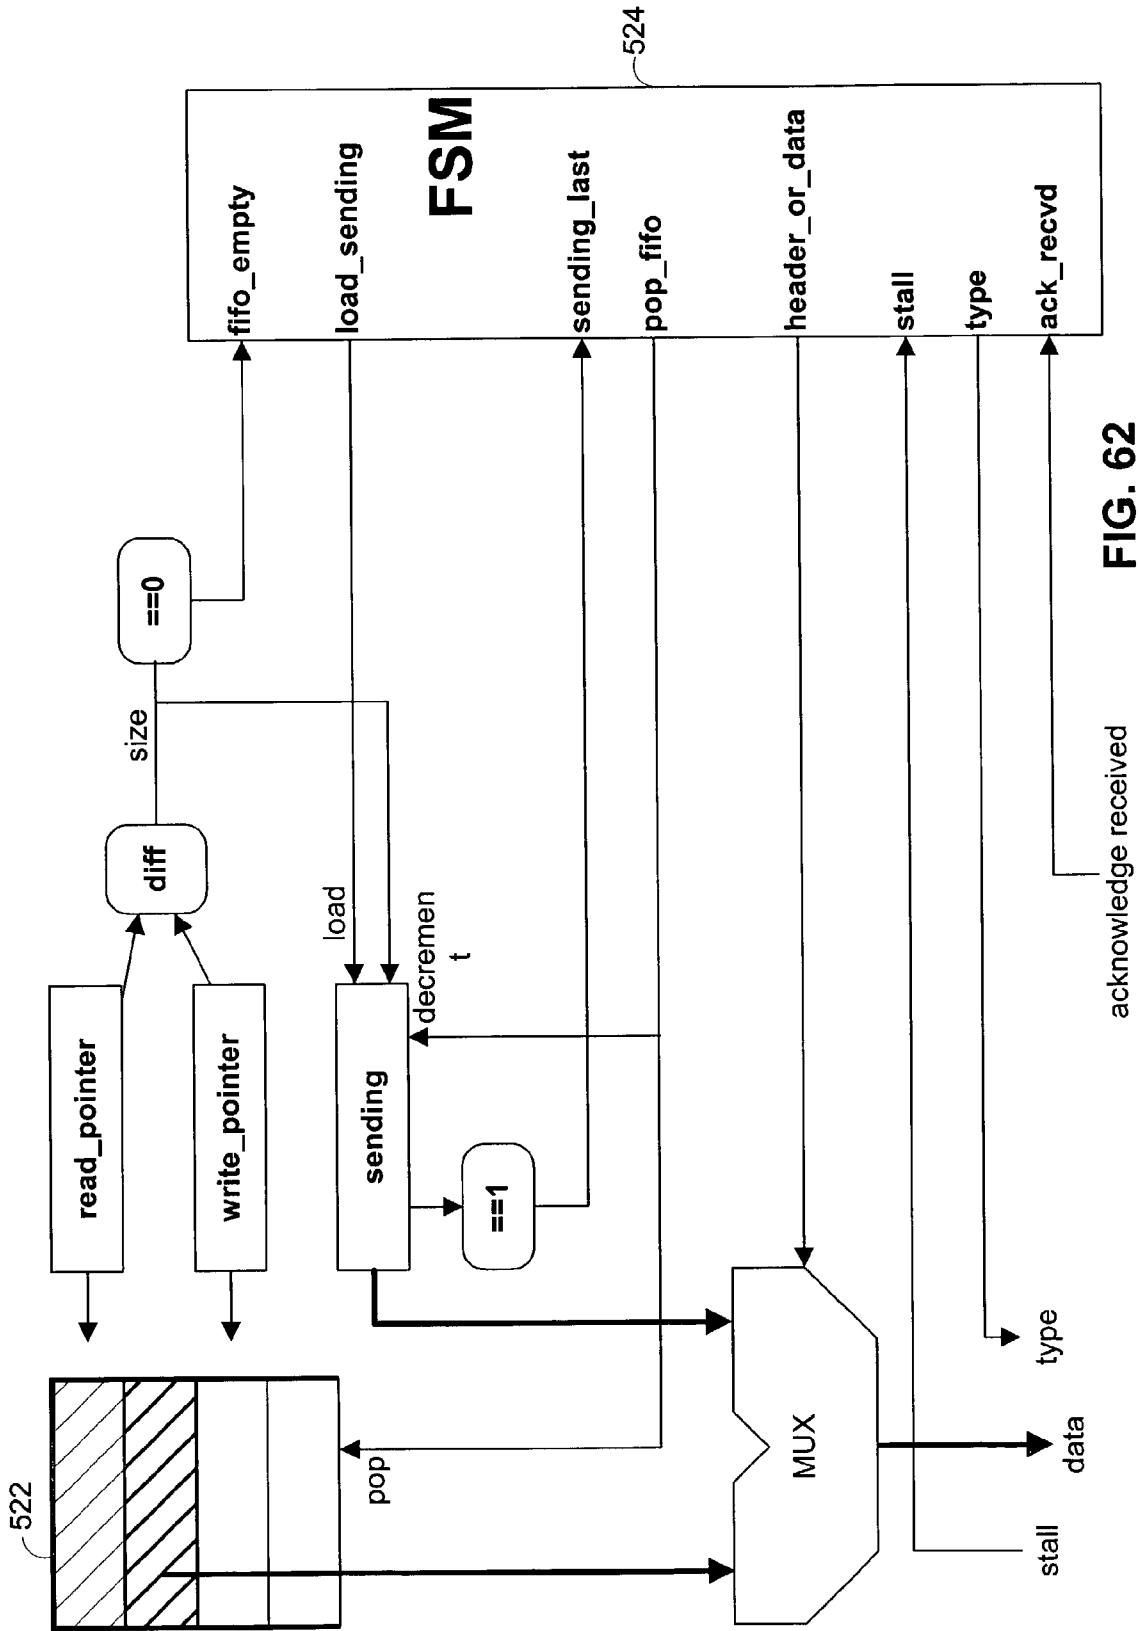 522
read_pointer
write_pointer
diff
size
==0
524
FSM
fifo_empty
load_sending
sending_last
pop_fifo
header_or_data
stall
type
ack_recvd
load
sending
decremen
t
==1
pop
MUX
stall
data
type
acknowledge received
FIG. 62